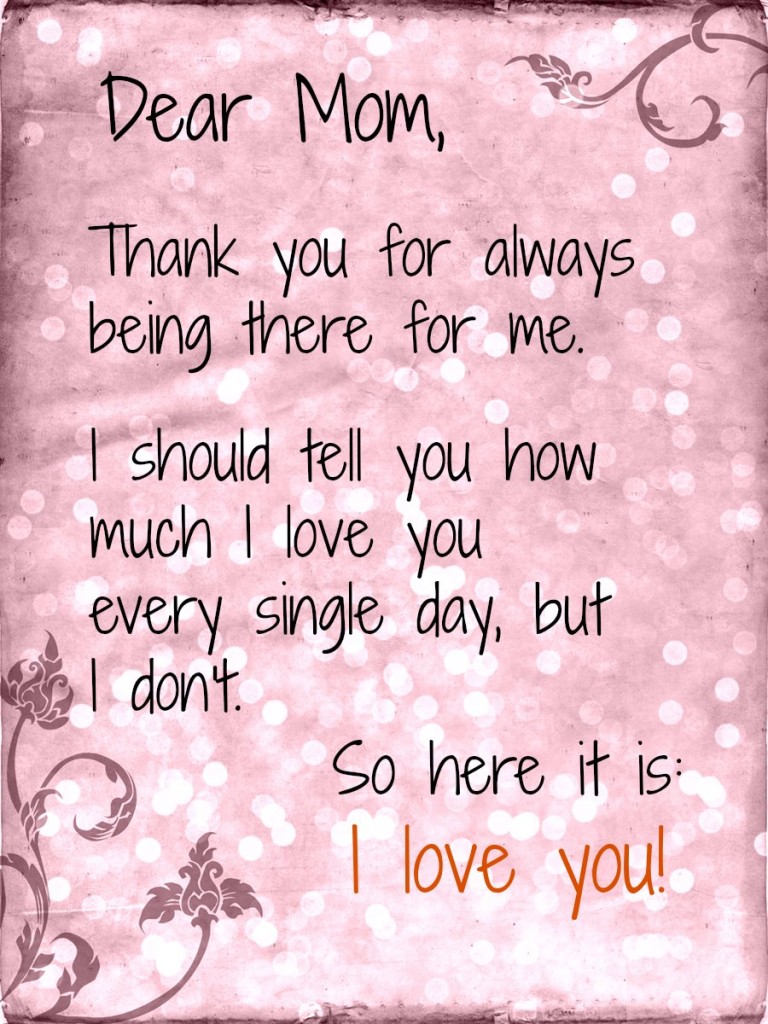 Dear Mom,
Thank you for always
being there for me.
I should tell you how
much I love you
every single day, but
I don't.
So here it is:
I love you!